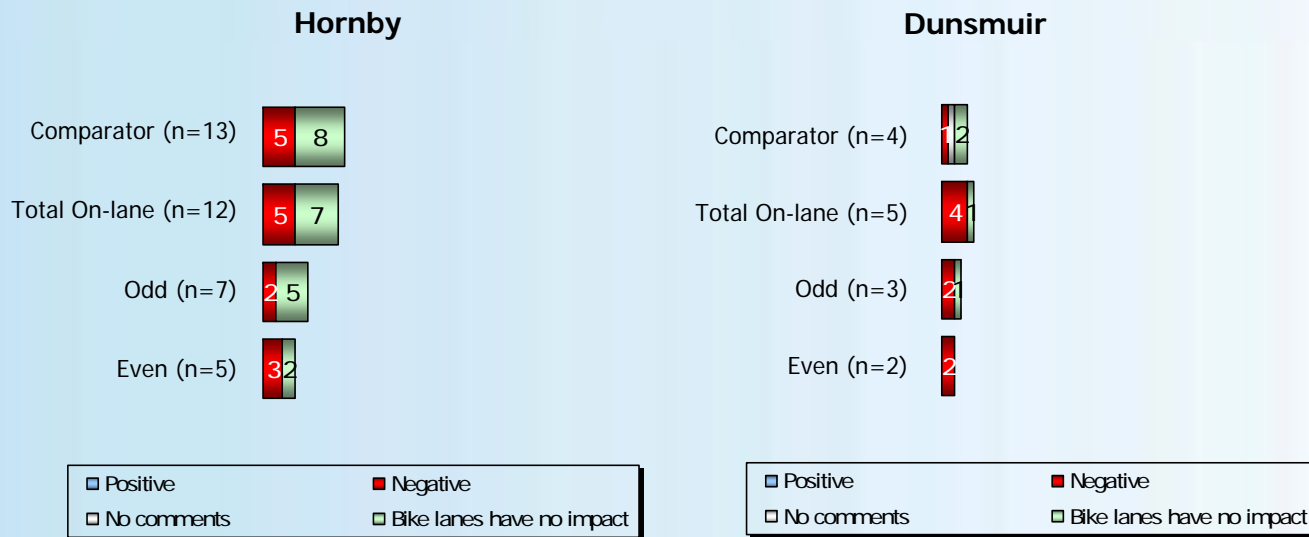 Hornby
Comparator (n=13)
5 8
Total On-lane (n=12)
5 7
Odd (n=7)
2 5
Even (n=5)
3 2
Positive
Negative
No comments
Bike lanes have no impact
Dunsmuir
Comparator (n=4)
1 2
Total On-lane (n=5)
4 1
Odd (n=3)
2 1
Even (n=2)
2
Positive
Negative
No comments
Bike lanes have no impact